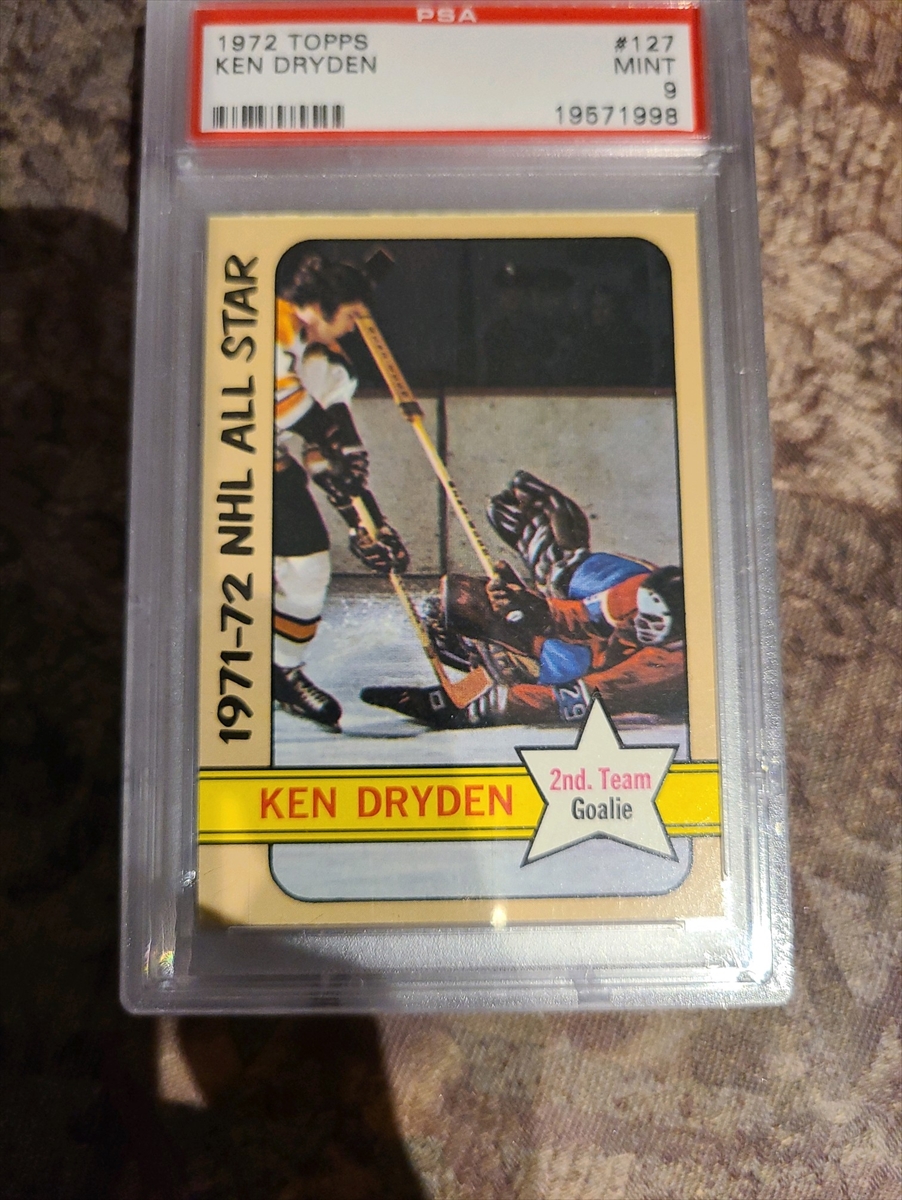 PSA
1972 TOPPS #127
KEN DRYDEN MINT
9
19571998
1971-72 NHL ALL STAR
29
KEN DRYDEN
2nd. Team
Goalie